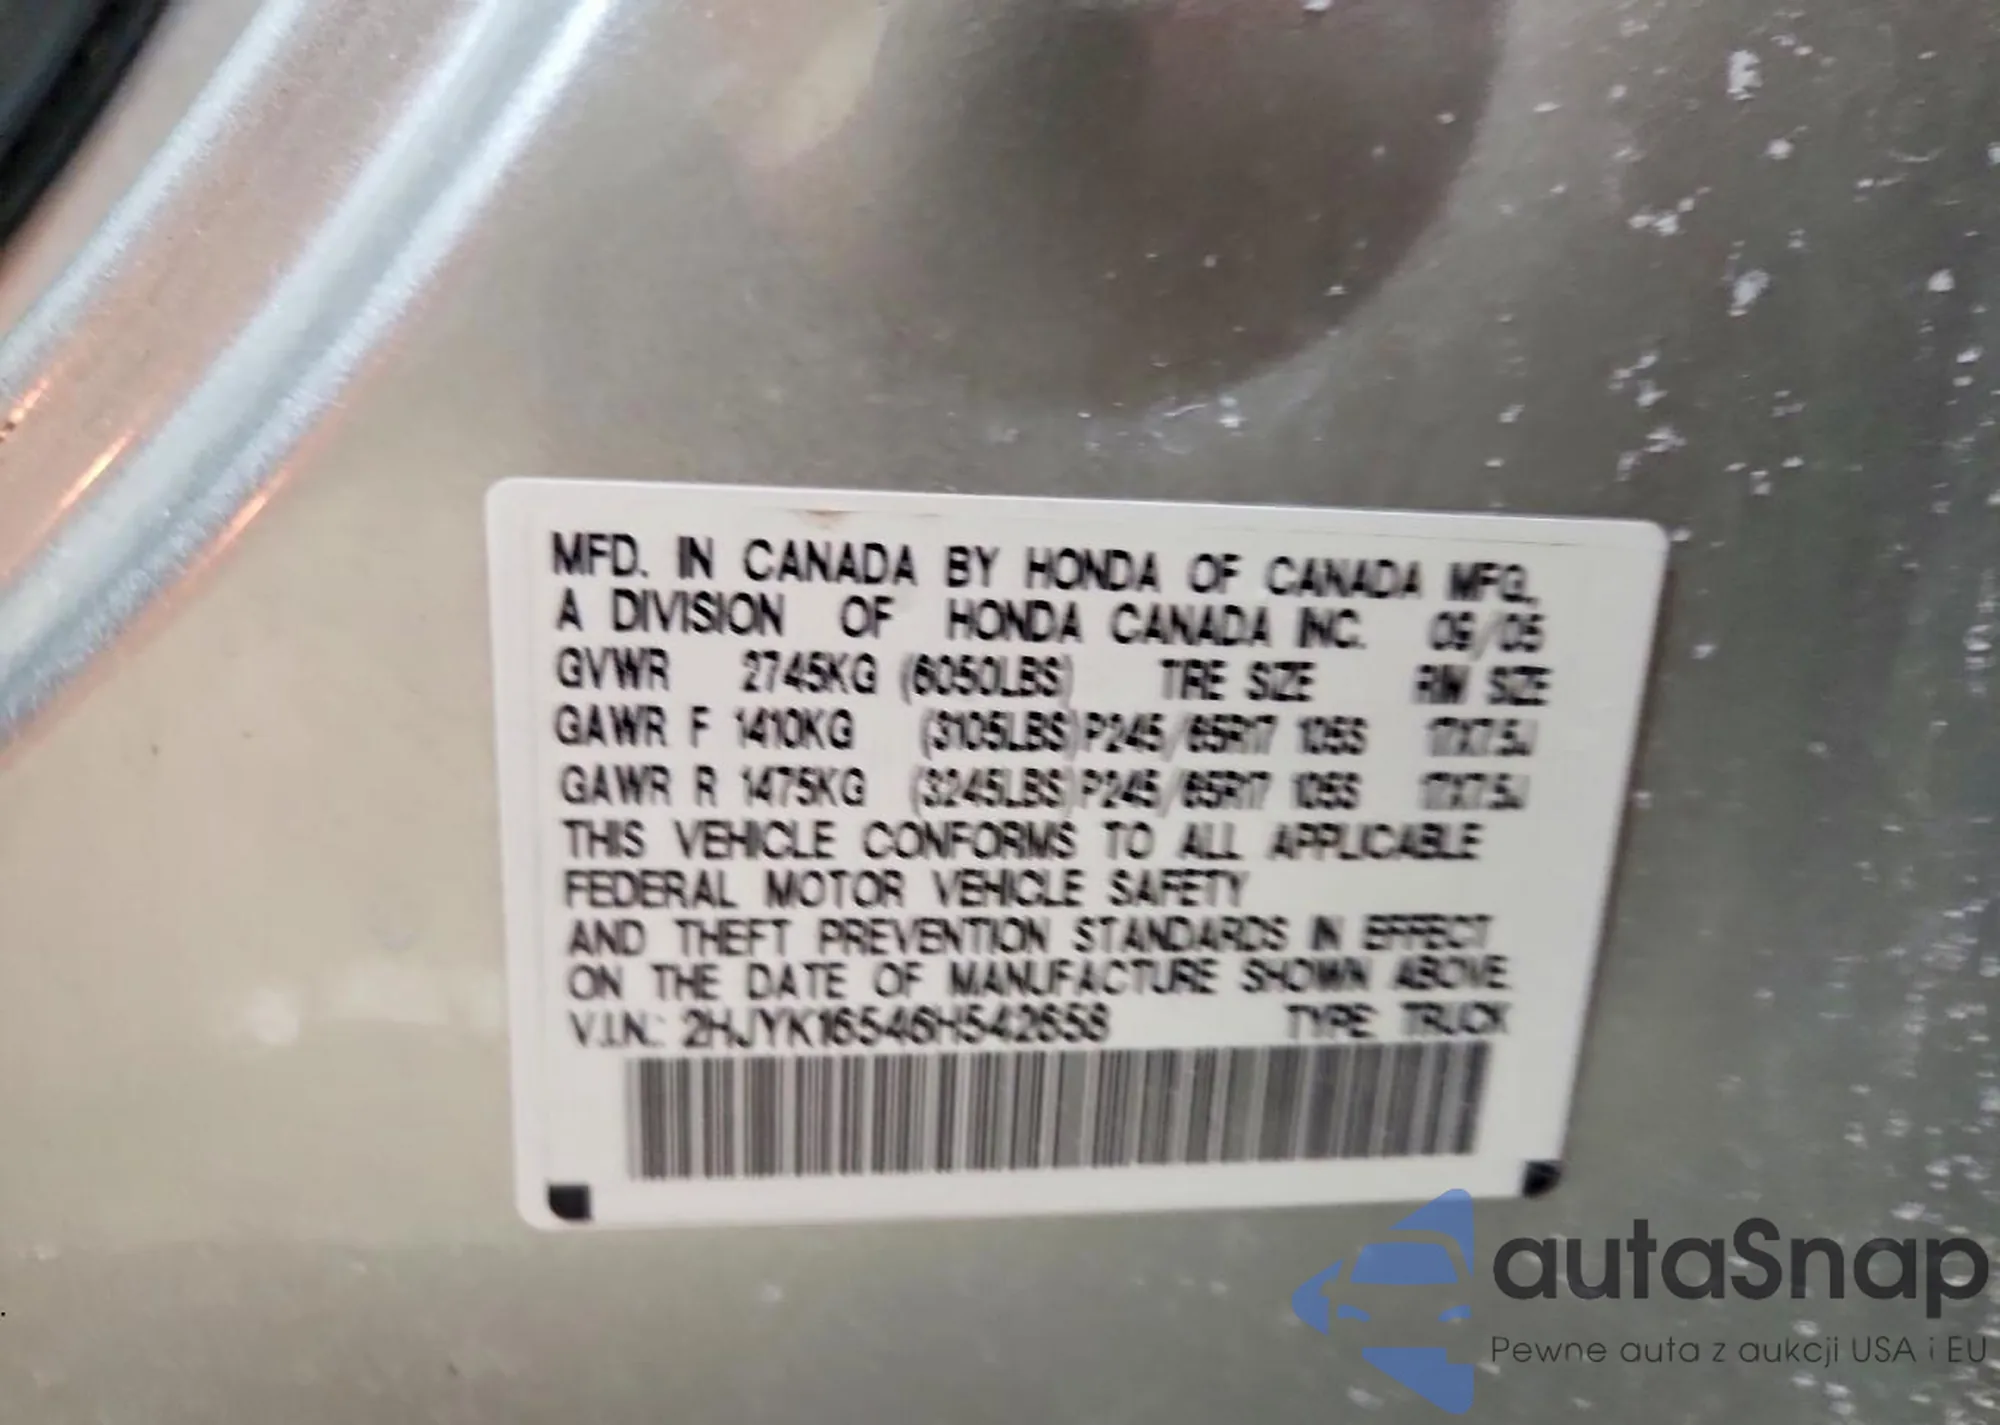 MFD. IN CANADA BY HONDA OF CANADA MFG.,
A DIVISION OF HONDA CANADA INC. 09/05
GVWR 2745KG (6050LBS) TIRE SIZE RIM SIZE
GAWR F 1410KG (3105LBS) P245/65R17 105S 17X7.5J
GAWR R 1475KG (3245LBS) P245/65R17 105S 17X7.5J
THIS VEHICLE CONFORMS TO ALL APPLICABLE
FEDERAL MOTOR VEHICLE SAFETY
AND THEFT PREVENTION STANDARDS IN EFFECT
ON THE DATE OF MANUFACTURE SHOWN ABOVE.
V.I.N.: 2HJYK16546H542658 TYPE: TRUCK
autaSnap
Pewne auta z aukcji USA i EU